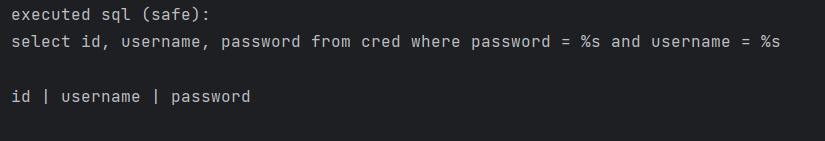 executed sql (safe):
select id, username, password from cred where password = %s and username = %s
id | username | password